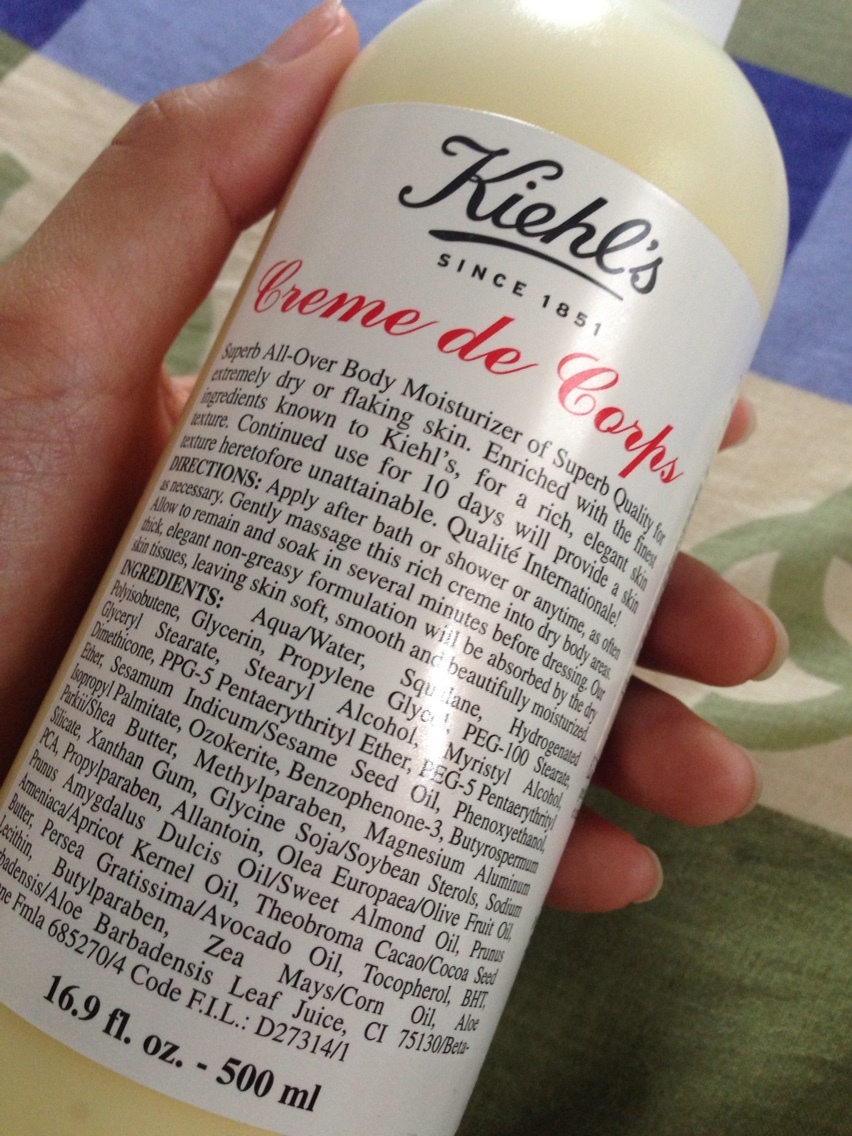 Kiehl's
SINCE 1851
Creme de Corps
Superb All-Over Body Moisturizer of Superb Quality for
extremely dry or flaking skin. Enriched with the finest
ingredients known to Kiehl's, for a rich, elegant skin
texture. Continued use for 10 days will provide a skin
texture heretofore unattainable. Qualité Internationale!
DIRECTIONS: Apply after bath or shower or anytime, as often
as necessary. Gently massage this rich creme into dry body areas.
Allow to remain and soak in several minutes before dressing. Our
thick, elegant non-greasy formulation will be absorbed by the dry
skin tissues, leaving skin soft, smooth and beautifully moisturized.
INGREDIENTS: Aqua/Water, Squalane, Hydrogenated
Polyisobutene, Glycerin, Propylene Glycol, PEG-100 Stearate,
Glyceryl Stearate, Stearyl Alcohol, Myristyl Alcohol,
Dimethicone, PPG-5 Pentaerythrityl Ether, PEG-5 Pentaerythrityl
Ether, Sesamum Indicum/Sesame Seed Oil, Phenoxyethanol,
Isopropyl Palmitate, Ozokerite, Benzophenone-3, Butyrospermum
Parkii/Shea Butter, Methylparaben, Magnesium Aluminum
Silicate, Xanthan Gum, Glycine Soja/Soybean Sterols, Sodium
PCA, Propylparaben, Allantoin, Olea Europaea/Olive Fruit Oil,
Prunus Amygdalus Dulcis Oil/Sweet Almond Oil, Prunus
Armeniaca/Apricot Kernel Oil, Theobroma Cacao/Cocoa Seed
Butter, Persea Gratissima/Avocado Oil, Tocopherol, BHT,
Lecithin, Butylparaben, Zea Mays/Corn Oil, Aloe
badensis/Aloe Barbadensis Leaf Juice, CI 75130/Beta-
ne Fmla 685270/4 Code F.I.L.: D27314/1
16.9 fl. oz. - 500 ml